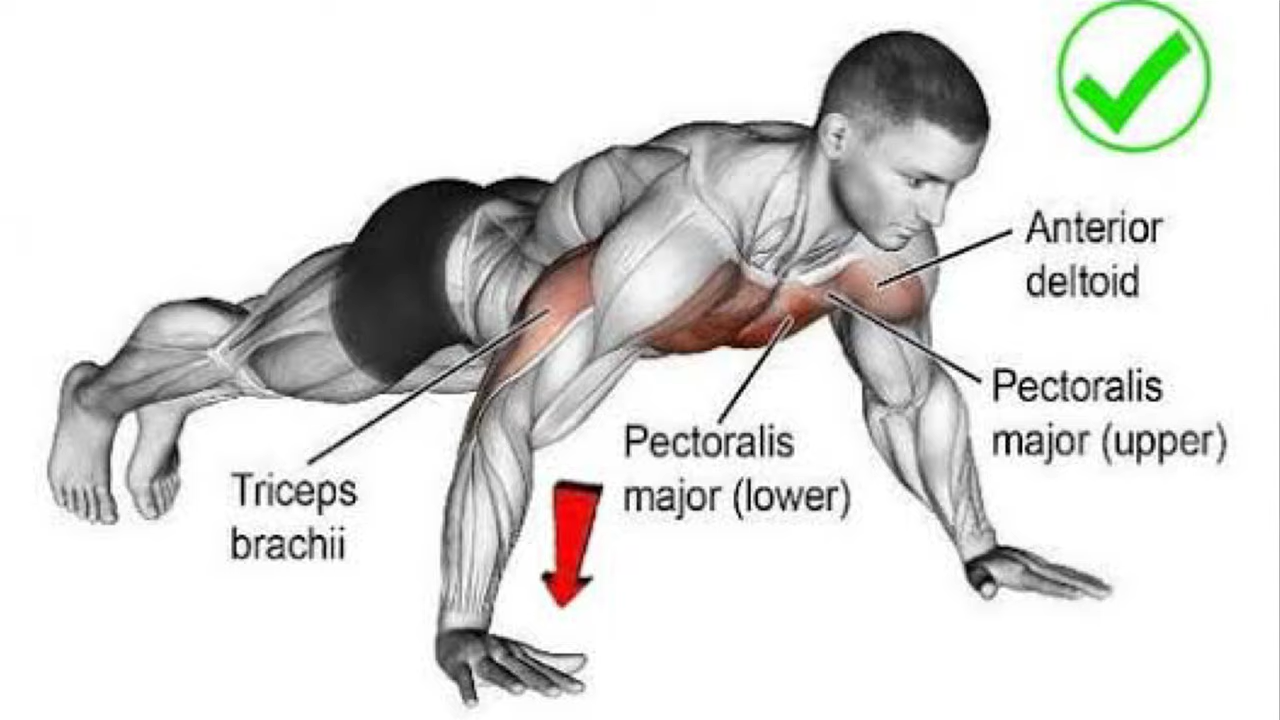 Anterior
deltoid
Pectoralis
major (upper)
Pectoralis
major (lower)
Triceps
brachii